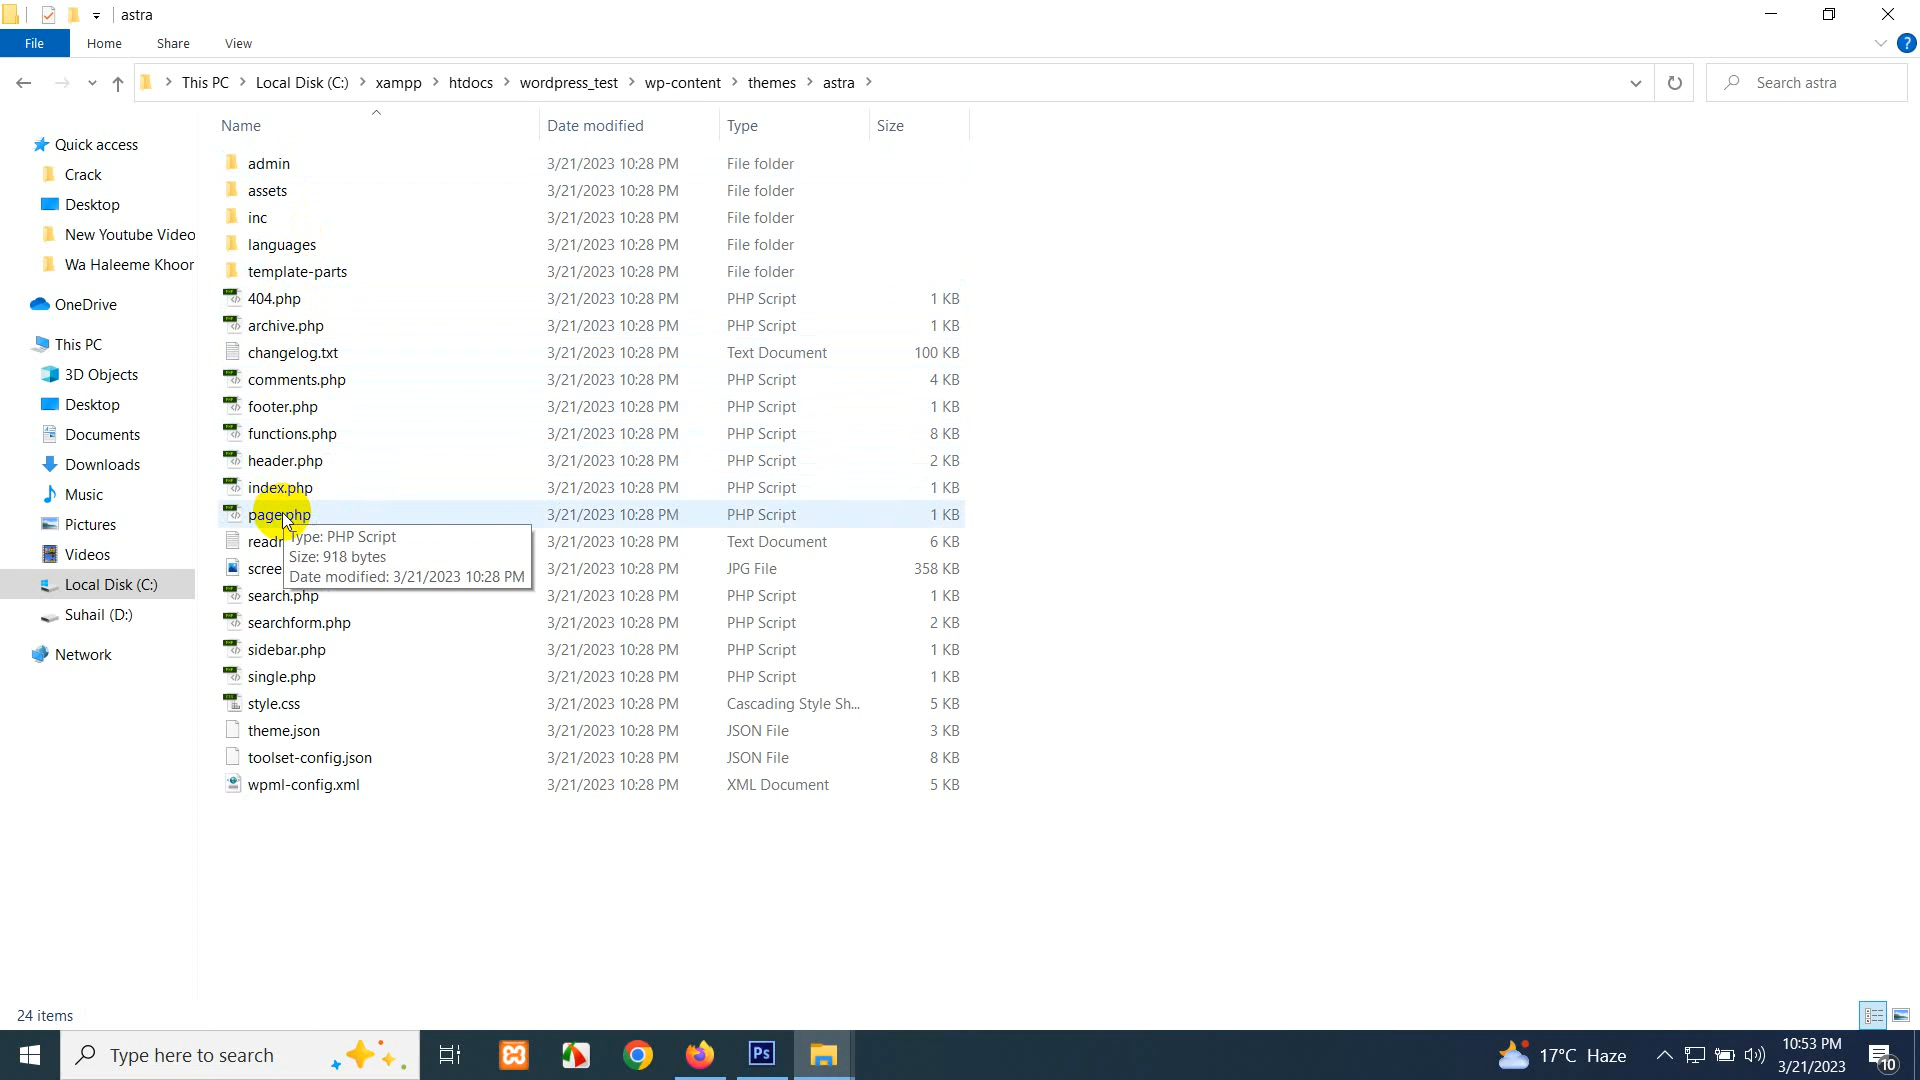 astra
File Home Share View
This PC Local Disk (C:) xampp htdocs wordpress_test wp-content themes astra
Search astra
Name Date modified Type Size
Quick access
Crack
Desktop
New Youtube Video
Wa Haleeme Khoor
OneDrive
This PC
3D Objects
Desktop
Documents
Downloads
Music
Pictures
Videos
Local Disk (C:)
Suhail (D:)
Network
admin 3/21/2023 10:28 PM File folder
assets 3/21/2023 10:28 PM File folder
inc 3/21/2023 10:28 PM File folder
languages 3/21/2023 10:28 PM File folder
template-parts 3/21/2023 10:28 PM File folder
404.php 3/21/2023 10:28 PM PHP Script 1 KB
archive.php 3/21/2023 10:28 PM PHP Script 1 KB
changelog.txt 3/21/2023 10:28 PM Text Document 100 KB
comments.php 3/21/2023 10:28 PM PHP Script 4 KB
footer.php 3/21/2023 10:28 PM PHP Script 1 KB
functions.php 3/21/2023 10:28 PM PHP Script 8 KB
header.php 3/21/2023 10:28 PM PHP Script 2 KB
index.php 3/21/2023 10:28 PM PHP Script 1 KB
page.php 3/21/2023 10:28 PM PHP Script 1 KB
3/21/2023 10:28 PM Text Document 6 KB
3/21/2023 10:28 PM JPG File 358 KB
Type: PHP Script
Size: 918 bytes
Date modified: 3/21/2023 10:28 PM
search.php 3/21/2023 10:28 PM PHP Script 1 KB
searchform.php 3/21/2023 10:28 PM PHP Script 2 KB
sidebar.php 3/21/2023 10:28 PM PHP Script 1 KB
single.php 3/21/2023 10:28 PM PHP Script 1 KB
style.css 3/21/2023 10:28 PM Cascading Style Sh... 5 KB
theme.json 3/21/2023 10:28 PM JSON File 3 KB
toolset-config.json 3/21/2023 10:28 PM JSON File 8 KB
wpml-config.xml 3/21/2023 10:28 PM XML Document 5 KB
24 items
Type here to search
Ps
17°C Haze
10:53 PM
3/21/2023
10